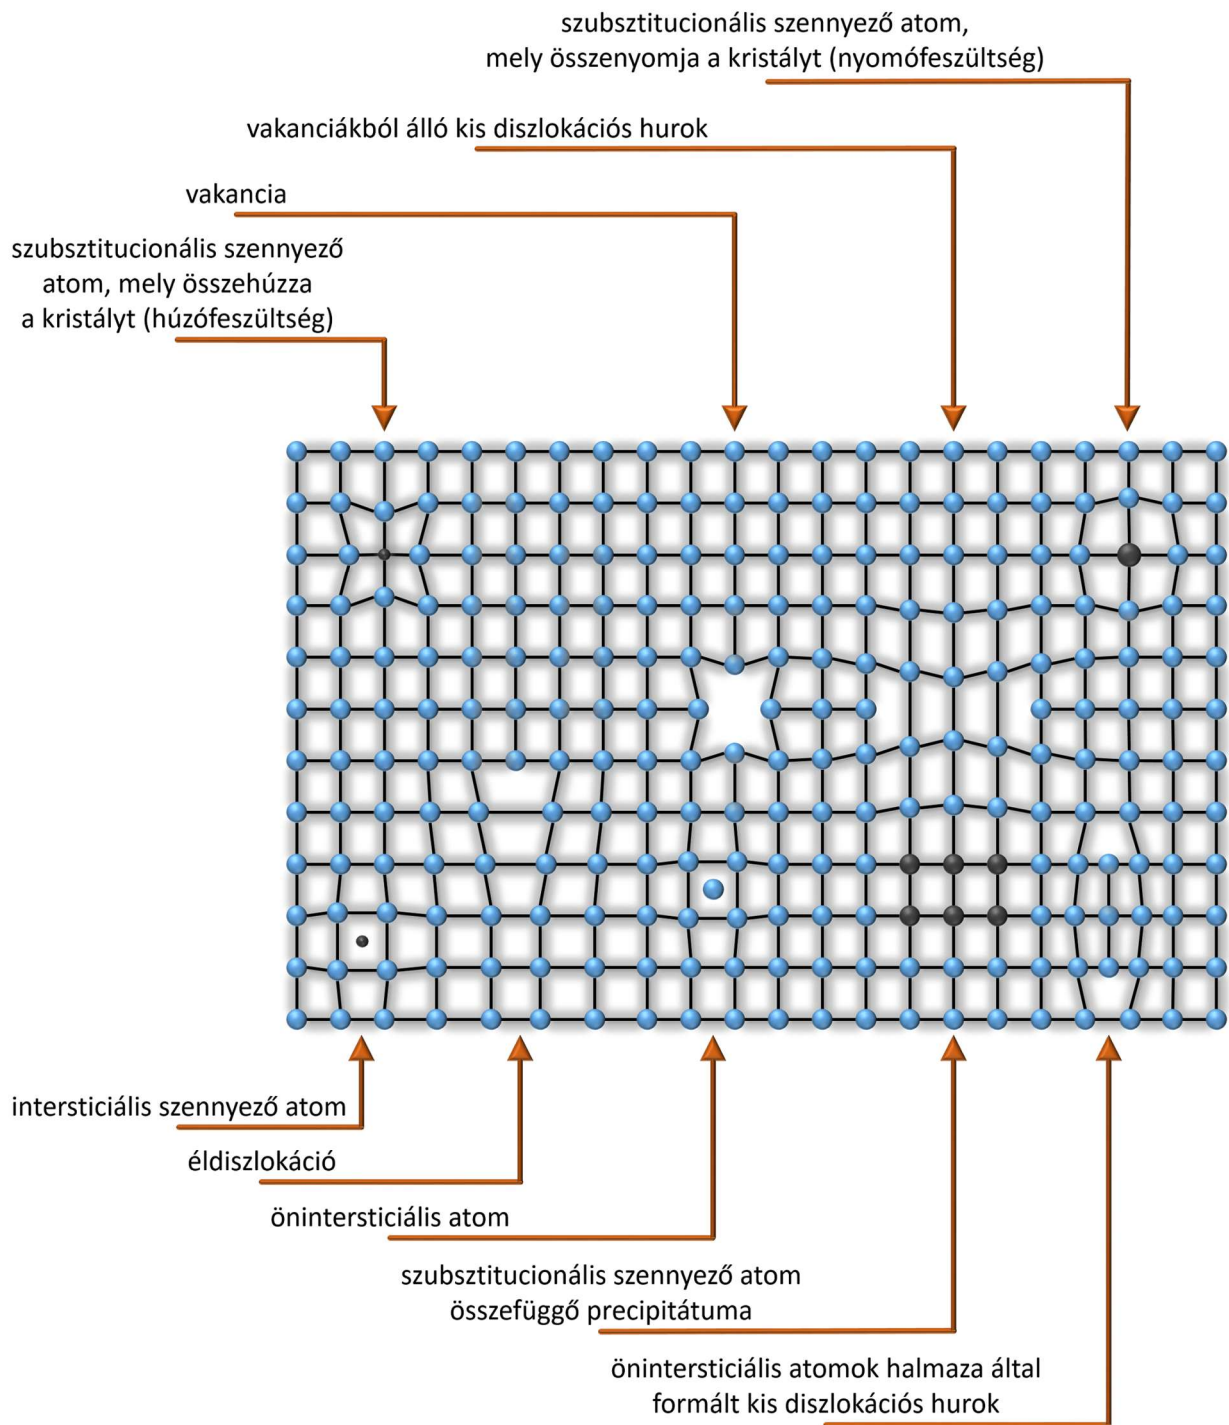 szubsztitucionális szennyező atom,
mely összenyomja a kristályt (nyomófeszültség)
vakanciákból álló kis diszlokációs hurok
vakancia
szubsztitucionális szennyező
atom, mely összehúzza
a kristályt (húzófeszültség)
intersticiális szennyező atom
éldiszlokáció
önintersticiális atom
szubsztitucionális szennyező atom
összefüggő precipitátuma
önintersticiális atomok halmaza által
formált kis diszlokációs hurok